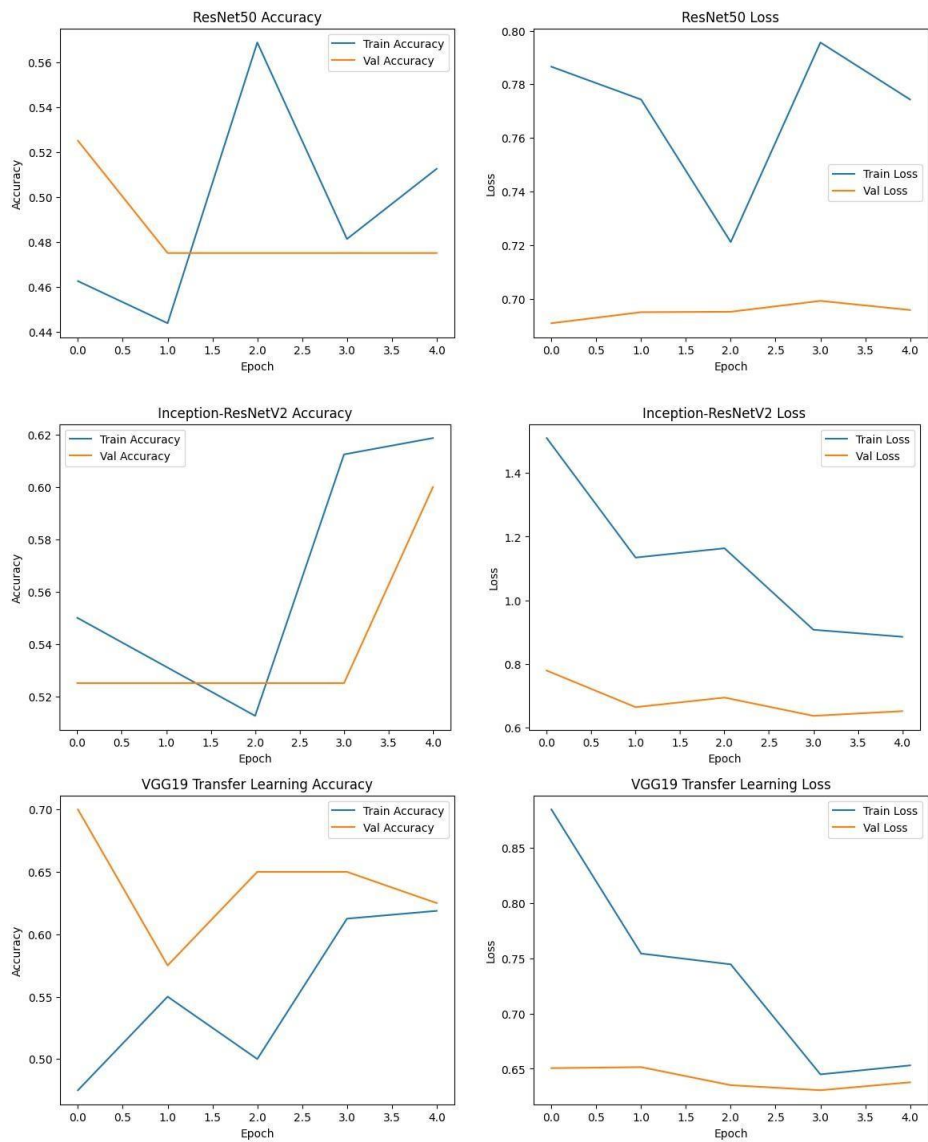 ResNet50 Accuracy
Train Accuracy
Val Accuracy
Accuracy
0.56
0.54
0.52
0.50
0.48
0.46
0.44
0.0 0.5 1.0 1.5 2.0 2.5 3.0 3.5 4.0
Epoch
ResNet50 Loss
Train Loss
Val Loss
Loss
0.80
0.78
0.76
0.74
0.72
0.70
0.0 0.5 1.0 1.5 2.0 2.5 3.0 3.5 4.0
Epoch
Inception-ResNetV2 Accuracy
Train Accuracy
Val Accuracy
Accuracy
0.62
0.60
0.58
0.56
0.54
0.52
0.0 0.5 1.0 1.5 2.0 2.5 3.0 3.5 4.0
Epoch
Inception-ResNetV2 Loss
Train Loss
Val Loss
Loss
1.4
1.2
1.0
0.8
0.6
0.0 0.5 1.0 1.5 2.0 2.5 3.0 3.5 4.0
Epoch
VGG19 Transfer Learning Accuracy
Train Accuracy
Val Accuracy
Accuracy
0.70
0.65
0.60
0.55
0.50
0.0 0.5 1.0 1.5 2.0 2.5 3.0 3.5 4.0
Epoch
VGG19 Transfer Learning Loss
Train Loss
Val Loss
Loss
0.85
0.80
0.75
0.70
0.65
0.0 0.5 1.0 1.5 2.0 2.5 3.0 3.5 4.0
Epoch